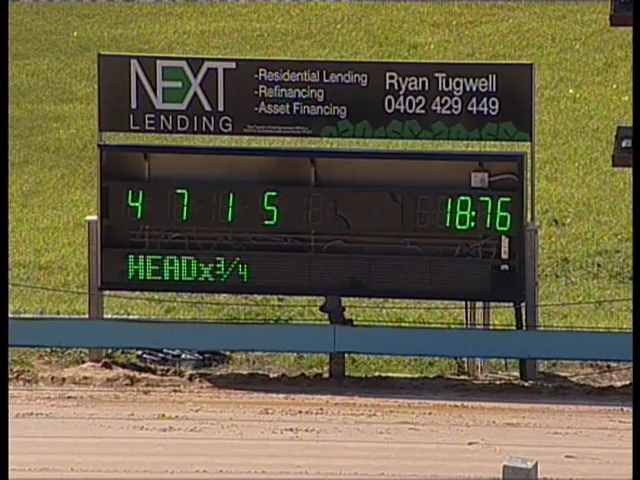 NEXT
LENDING
-Residential Lending
-Refinancing
-Asset Financing
Ryan Tugwell
0402 429 449
4 7 1 5 18:76
HEADx3/4